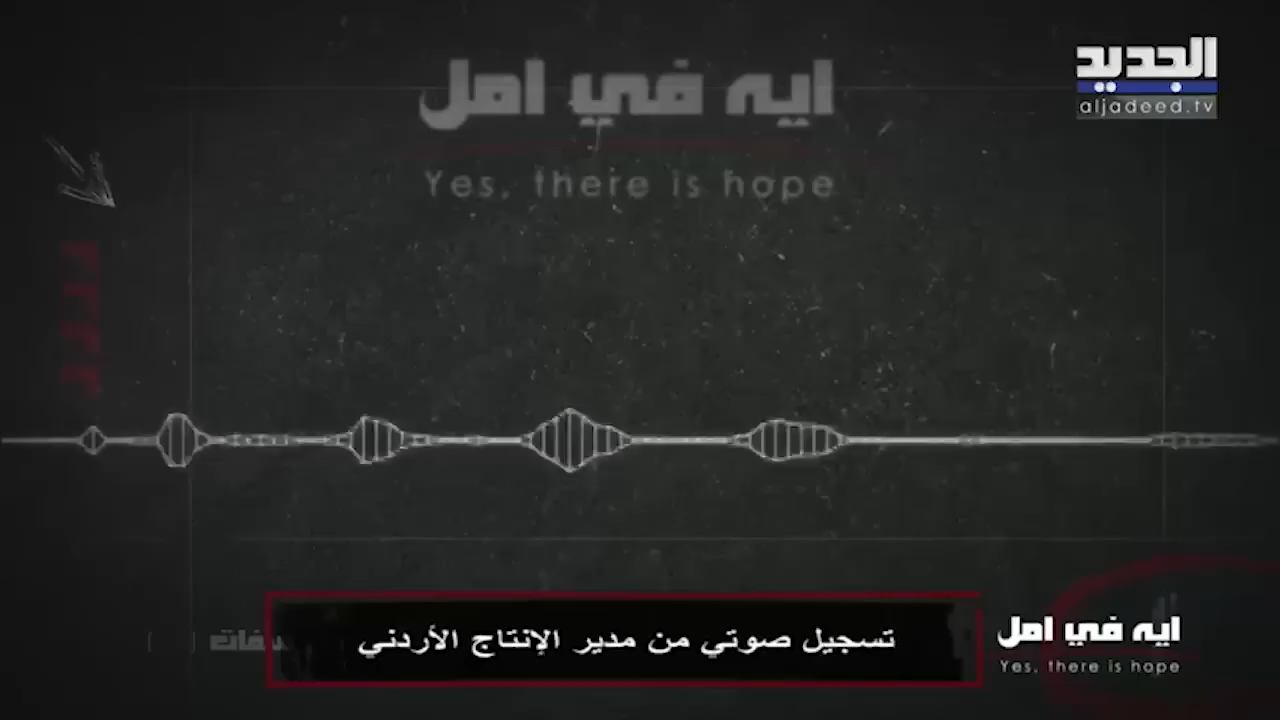 الجديد
aljadeed.tv
ايه في امل
Yes, there is hope
تسجيل صوتي من مدير الإنتاج الأردني
ايه في امل
Yes, there is hope